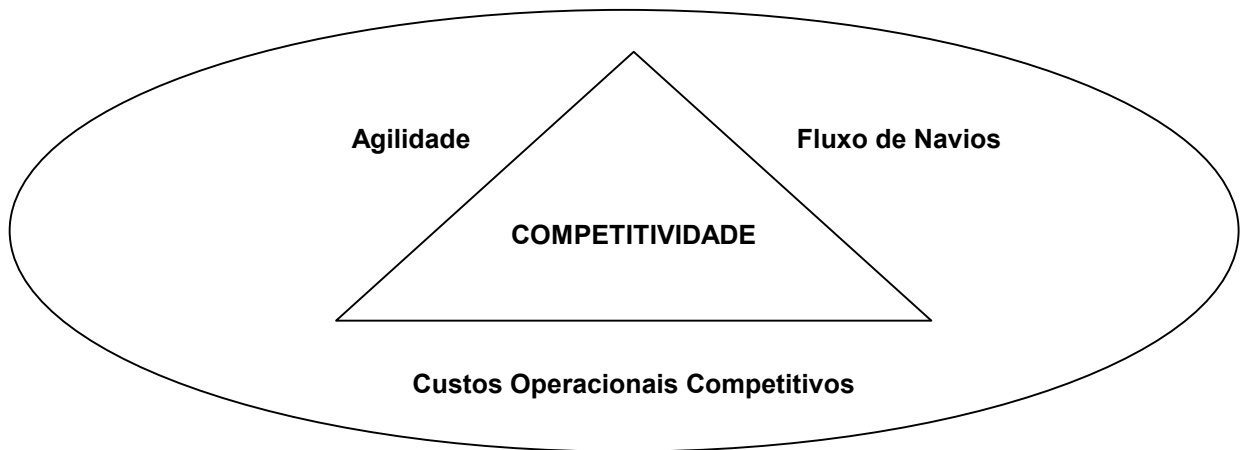 Agilidade
Fluxo de Navios
COMPETITIVIDADE
Custos Operacionais Competitivos